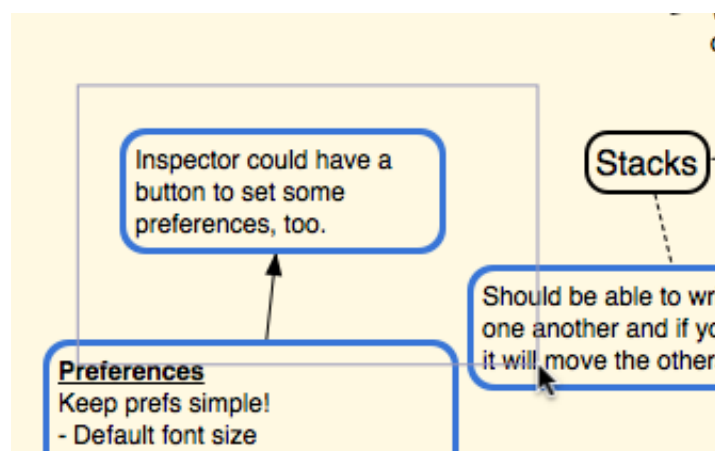 Inspector could have a
button to set some
preferences, too.
Stacks
Should be able to wr
one another and if yo
it will move the other
Preferences
Keep prefs simple!
- Default font size